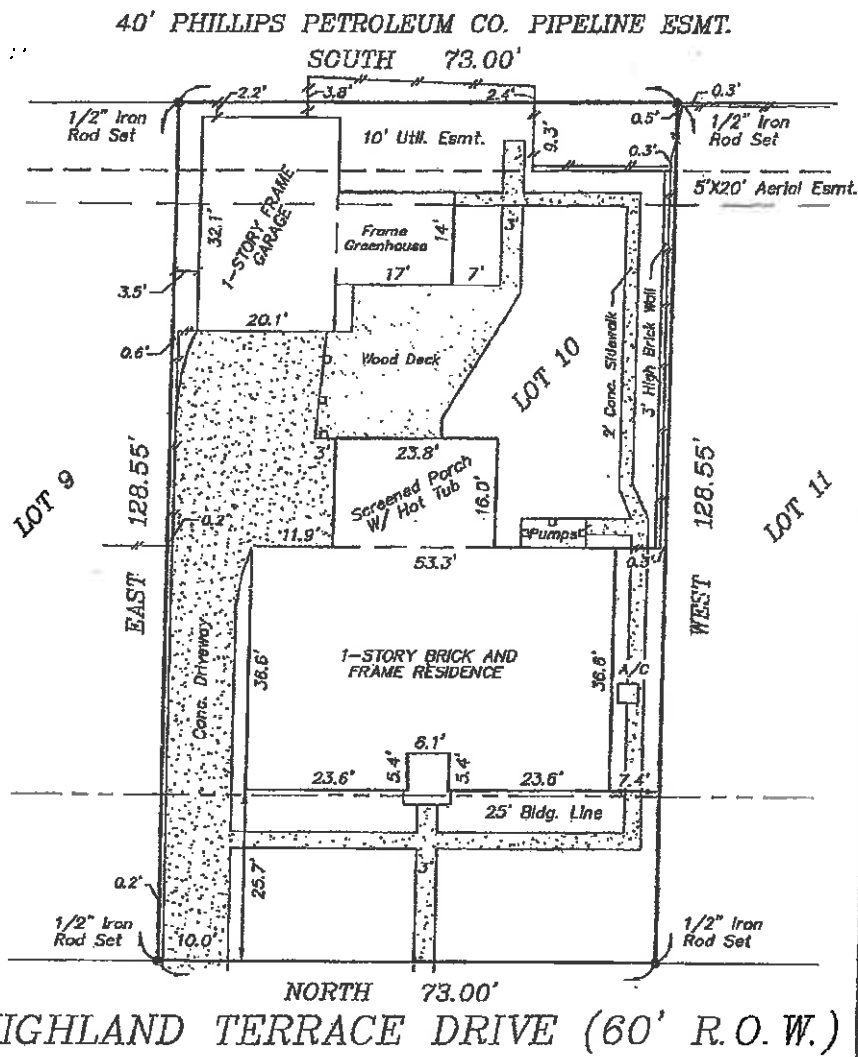 40' PHILLIPS PETROLEUM CO. PIPELINE ESMT.
SOUTH 73.00'
2.2'
3.8'
2.4'
0.3'
1/2" Iron
Rod Set
0.5'
1/2" Iron
Rod Set
10' Util. Esmt.
9.3'
0.3'
5'X20' Aerial Esmt.
32.1'
1-STORY FRAME
GARAGE
Frame
Greenhouse
14'
3'
17'
7'
3.5'
20.1'
0.6'
Wood Deck
LOT 10
2' Conc. Sidewalk
3' High Brick Wall
LOT 9
EAST 128.55'
3'
23.8'
Screened Porch
W/ Hot Tub
16.0'
WEST 128.55'
LOT 11
0.2'
11.9'
Pumps
53.3'
0.3'
Conc. Driveway
36.6'
1-STORY BRICK AND
FRAME RESIDENCE
36.6'
A/C
6.1'
23.6'
5.4'
5.4'
23.6'
7.4'
25' Bldg. Line
25.7'
3'
0.2'
1/2" Iron
Rod Set
10.0'
1/2" Iron
Rod Set
NORTH 73.00'
IGHLAND TERRACE DRIVE (60' R.O.W.)